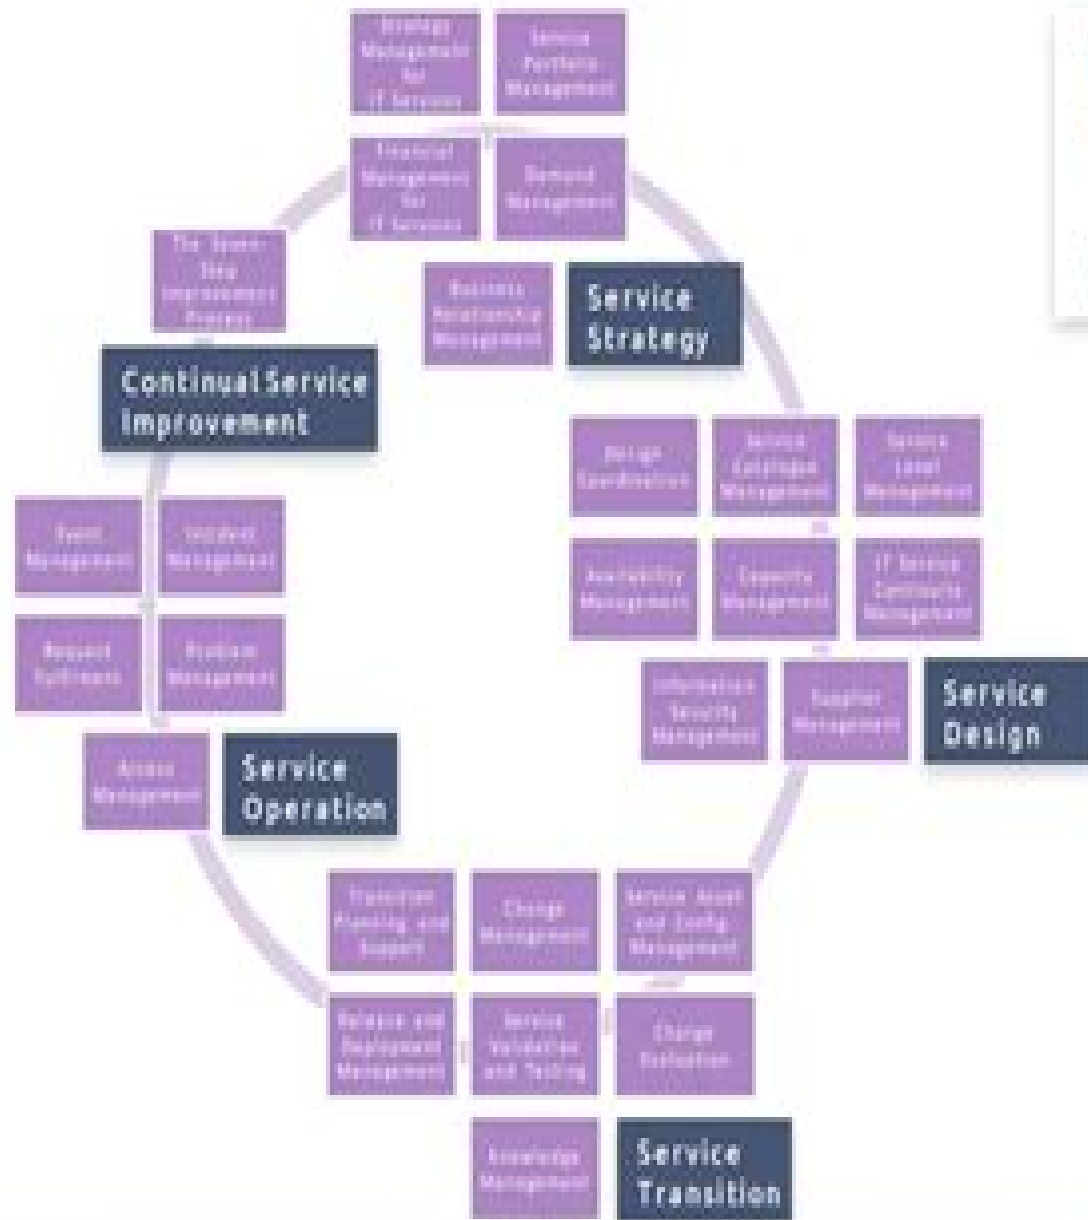 Strategy
Management
for
IT Services
Service
Portfolio
Management
Financial
Management
for
IT Services
Demand
Management
The Seven-
Step
Improvement
Process
Business
Relationship
Management
Service
Strategy
Continual Service
Improvement
Design
Coordination
Service
Catalogue
Management
Service
Level
Management
Event
Management
Incident
Management
Availability
Management
Capacity
Management
IT Service
Continuity
Management
Request
Fulfilment
Problem
Management
Information
Security
Management
Supplier
Management
Service
Design
Access
Management
Service
Operation
Transition
Planning and
Support
Change
Management
Service Asset
and Config
Management
Release and
Deployment
Management
Service
Validation
and Testing
Change
Evaluation
Knowledge
Management
Service
Transition